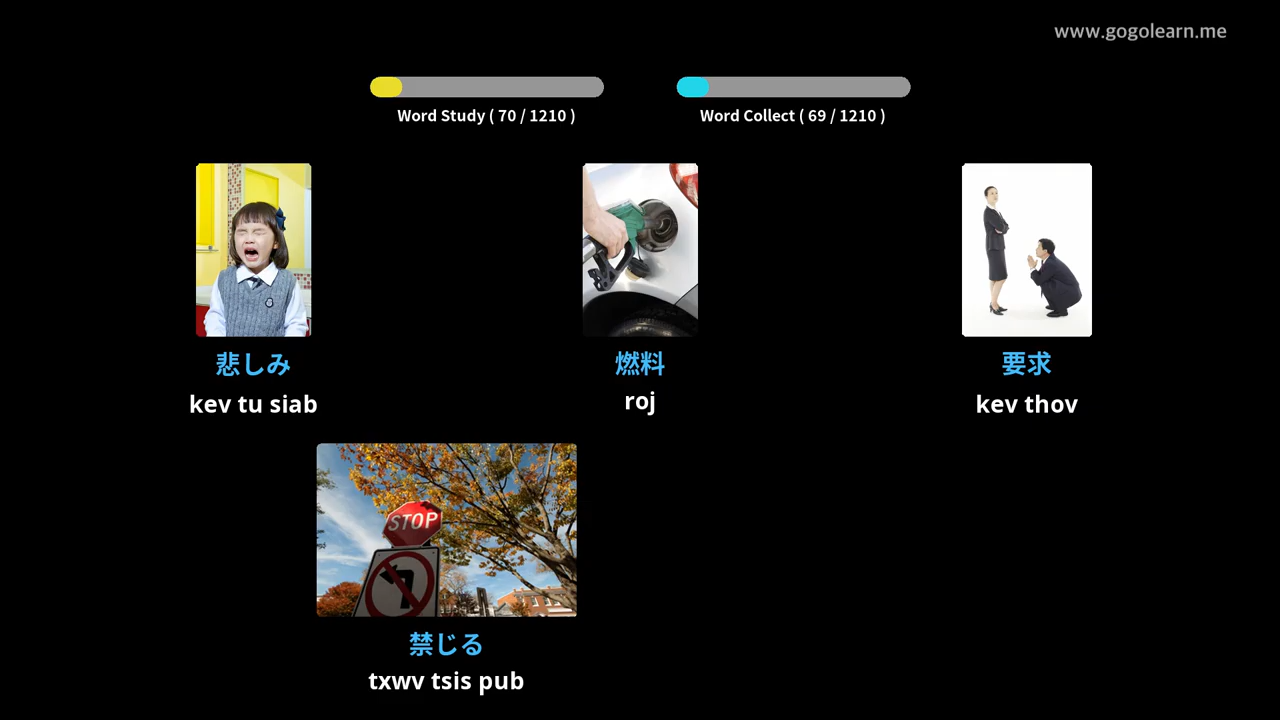 www.gogolearn.me
Word Study ( 70 / 1210 )
Word Collect ( 69 / 1210 )
悲しみ
kev tu siab
燃料
roj
要求
kev thov
STOP
禁じる
txwv tsis pub